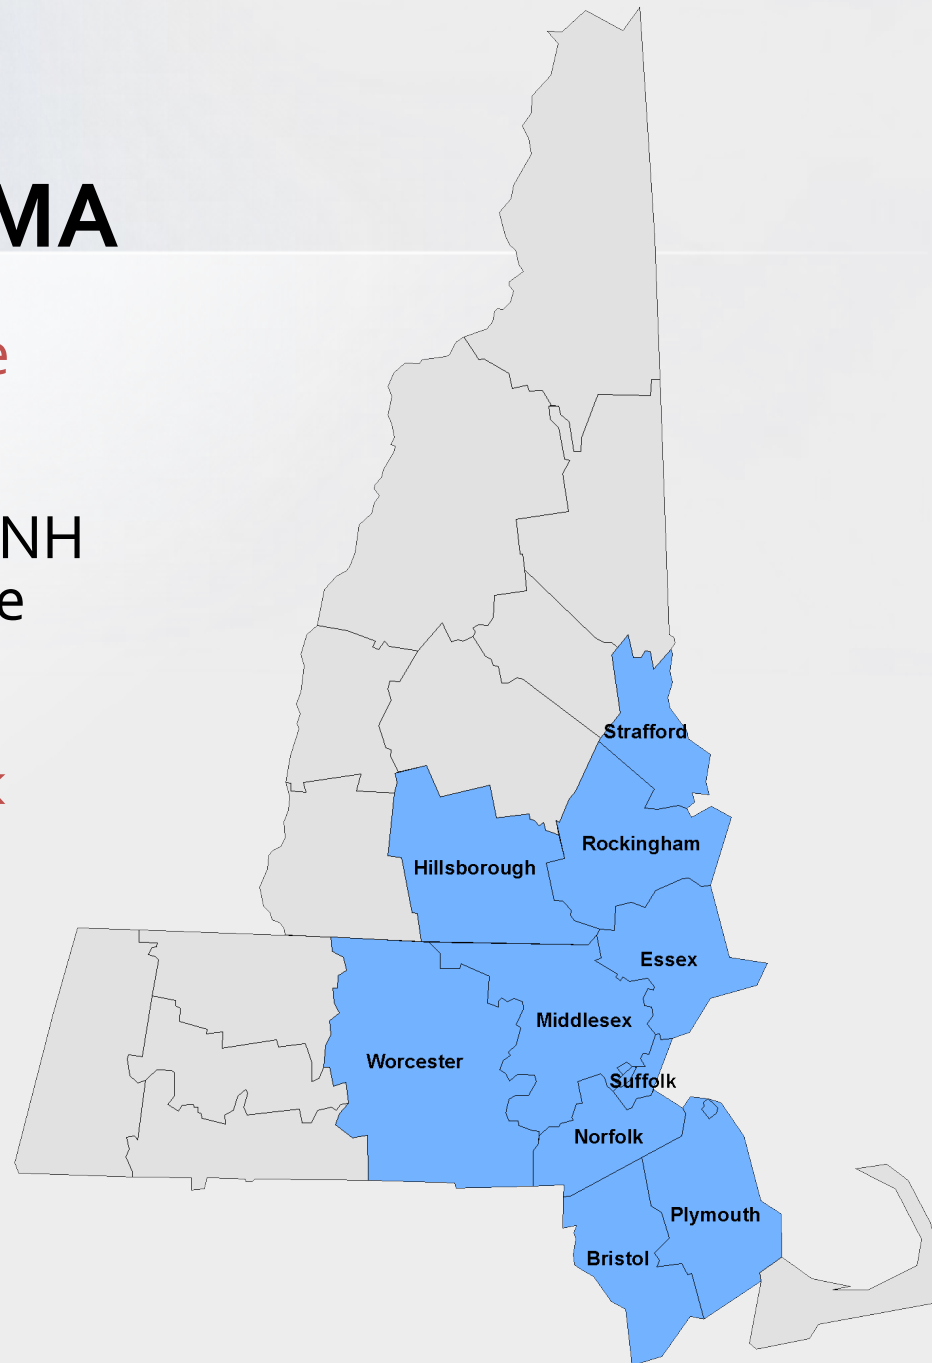 MA
e
NH
e
k
Strafford
Rockingham
Hillsborough
Essex
Middlesex
Worcester
Suffolk
Norfolk
Plymouth
Bristol